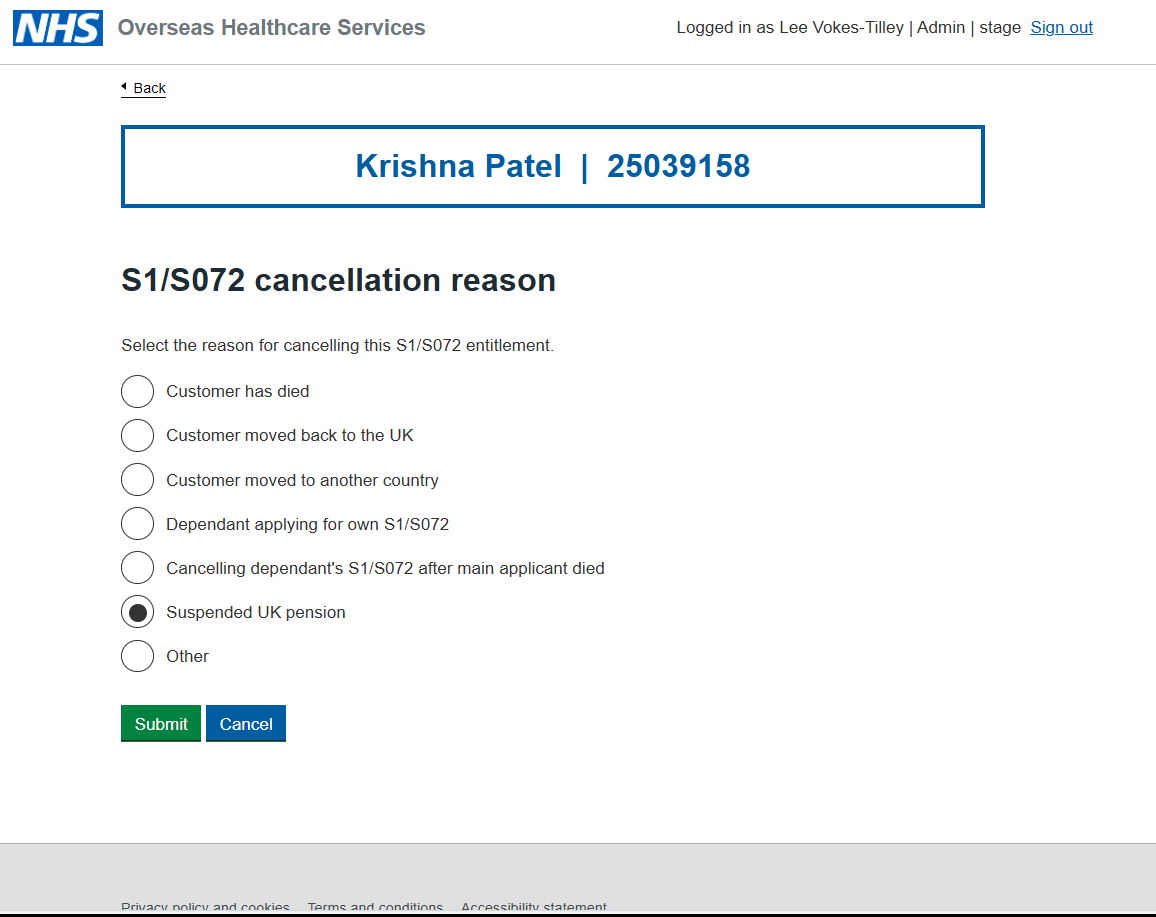 NHS Overseas Healthcare Services Logged in as Lee Vokes-Tilley | Admin | stage Sign out
Back
Krishna Patel | 25039158
S1/S072 cancellation reason
Select the reason for cancelling this S1/S072 entitlement.
Customer has died
Customer moved back to the UK
Customer moved to another country
Dependant applying for own S1/S072
Cancelling dependant's S1/S072 after main applicant died
Suspended UK pension
Other
Submit Cancel
Privacy policy and cookies Terms and conditions Accessibility statement